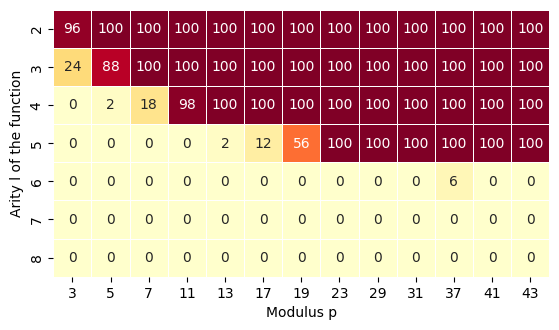 2 96 100 100 100 100 100 100 100 100 100 100 100 100
3 24 88 100 100 100 100 100 100 100 100 100 100 100
4 0 2 18 98 100 100 100 100 100 100 100 100 100
5 0 0 0 0 2 12 56 100 100 100 100 100 100
6 0 0 0 0 0 0 0 0 0 0 6 0 0
7 0 0 0 0 0 0 0 0 0 0 0 0 0
8 0 0 0 0 0 0 0 0 0 0 0 0 0
Arity l of the function
3 5 7 11 13 17 19 23 29 31 37 41 43
Modulus p